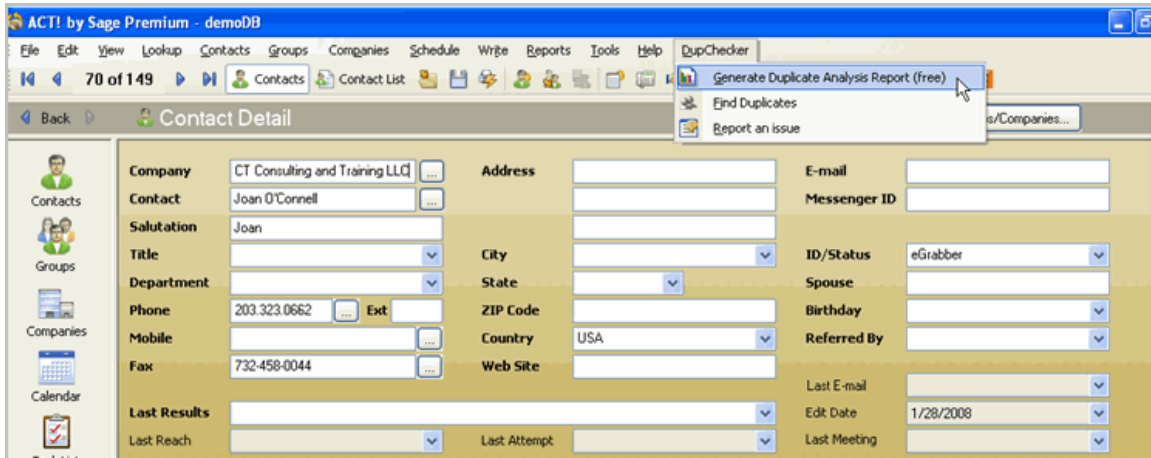 ACT! by Sage Premium - demoDB
File Edit View Lookup Contacts Groups Companies Schedule Write Reports Tools Help DupChecker
70 of 149 Contacts Contact List
Generate Duplicate Analysis Report (free)
Find Duplicates
Report an issue
Back Contact Detail s/Companies...
Contacts
Groups
Companies
Calendar
Company CT Consulting and Training LLC ... Address E-mail
Contact Joan O'Connell ... Messenger ID
Salutation Joan
Title City ID/Status eGrabber
Department State Spouse
Phone 203.323.0662 ... Ext ZIP Code Birthday
Mobile ... Country USA Referred By
Fax 732-458-0044 ... Web Site
Last E-mail
Last Results Edit Date 1/28/2008
Last Reach Last Attempt Last Meeting